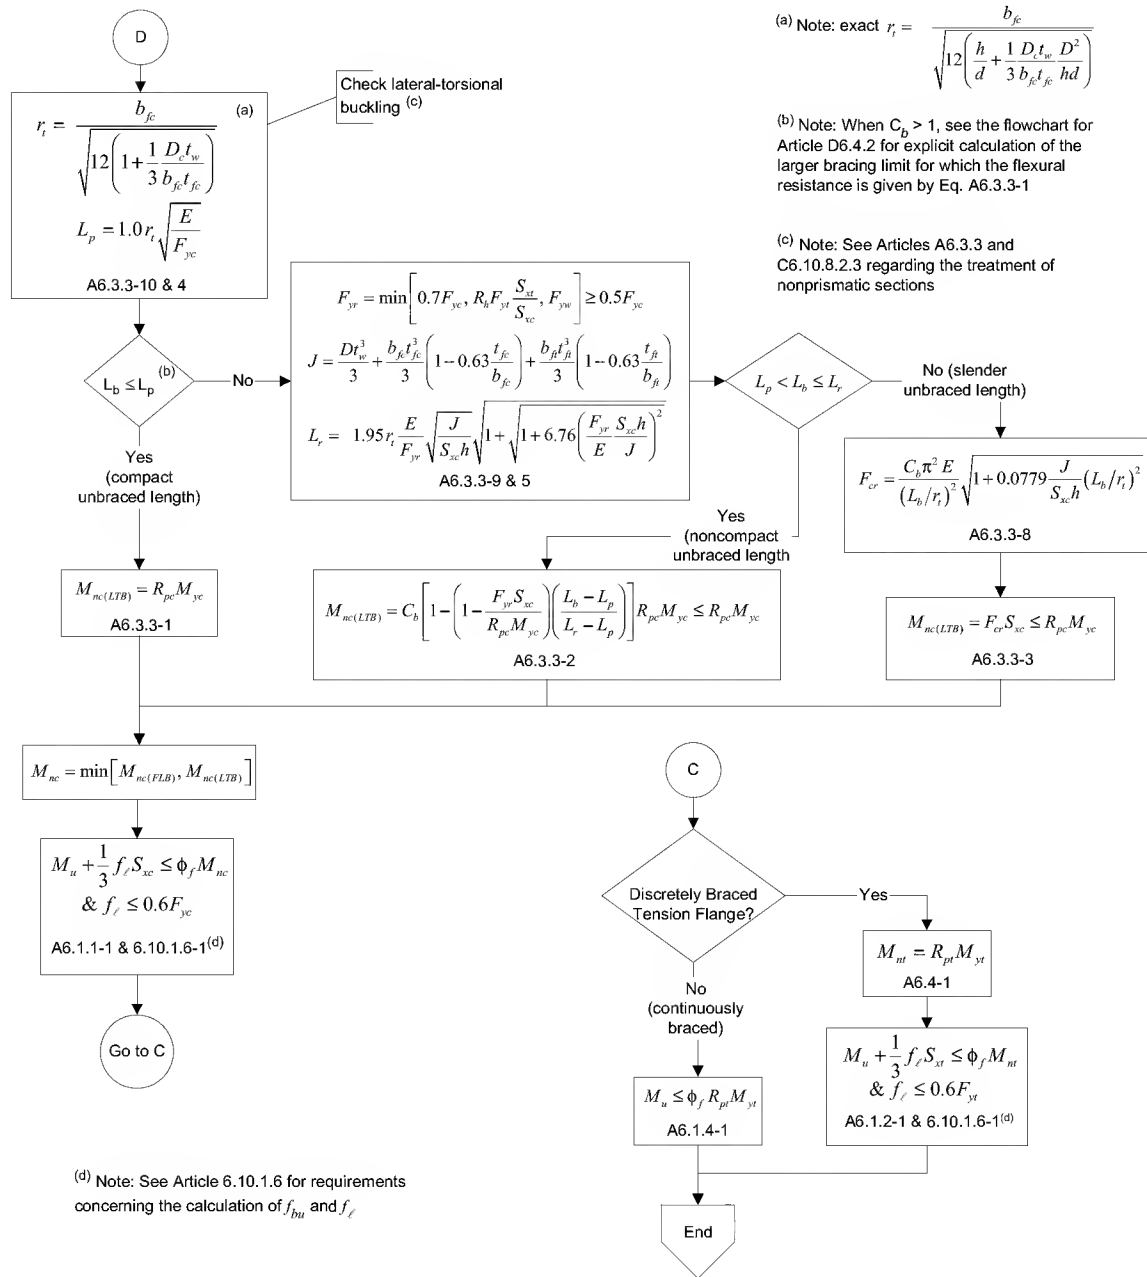 D
(a)
r_t = b_fc / √(12(1 + (1/3)(D_c t_w / b_fc t_fc)))
L_p = 1.0 r_t √(E / F_yc)
A6.3.3-10 & 4
Check lateral-torsional
buckling (c)
(a) Note: exact r_t = b_fc / √(12(h/d + (1/3)(D_c t_w / b_fc t_fc)(D² / hd)))
(b) Note: When C_b > 1, see the flowchart for
Article D6.4.2 for explicit calculation of the
larger bracing limit for which the flexural
resistance is given by Eq. A6.3.3-1
(c) Note: See Articles A6.3.3 and
C6.10.8.2.3 regarding the treatment of
nonprismatic sections
L_b ≤ L_p (b)
No
F_yr = min[0.7F_yc, R_h F_yt S_xt/S_xc, F_yw] ≥ 0.5F_yc
J = Dt_w³/3 + (b_fc t_fc³/3)(1 − 0.63 t_fc/b_fc) + (b_ft t_ft³/3)(1 − 0.63 t_ft/b_ft)
L_r = 1.95 r_t (E/F_yr) √(J/(S_xc h)) √(1 + √(1 + 6.76((F_yr/E)(S_xc h/J))²))
A6.3.3-9 & 5
L_p < L_b ≤ L_r
No (slender
unbraced length)
F_cr = (C_b π² E / (L_b/r_t)²) √(1 + 0.0779 (J/(S_xc h)) (L_b/r_t)²)
A6.3.3-8
Yes
(compact
unbraced length)
Yes
(noncompact
unbraced length
M_nc(LTB) = R_pc M_yc
A6.3.3-1
M_nc(LTB) = C_b [1 − (1 − F_yr S_xc / R_pc M_yc)((L_b − L_p)/(L_r − L_p))] R_pc M_yc ≤ R_pc M_yc
A6.3.3-2
M_nc(LTB) = F_cr S_xc ≤ R_pc M_yc
A6.3.3-3
M_nc = min[M_nc(FLB), M_nc(LTB)]
M_u + (1/3) f_ℓ S_xc ≤ ϕ_f M_nc
& f_ℓ ≤ 0.6F_yc
A6.1.1-1 & 6.10.1.6-1(d)
Go to C
C
Discretely Braced
Tension Flange?
Yes
M_nt = R_pt M_yt
A6.4-1
No
(continuously
braced)
M_u + (1/3) f_ℓ S_xt ≤ ϕ_f M_nt
& f_ℓ ≤ 0.6F_yt
A6.1.2-1 & 6.10.1.6-1(d)
M_u ≤ ϕ_f R_pt M_yt
A6.1.4-1
End
(d) Note: See Article 6.10.1.6 for requirements
concerning the calculation of f_bu and f_ℓ